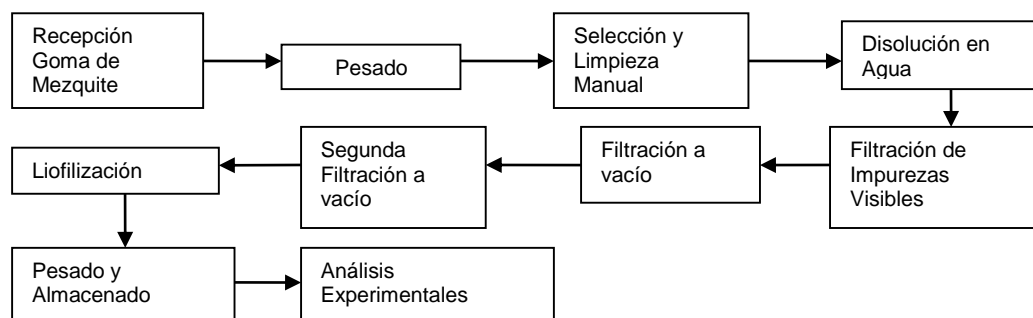 Recepción
Goma de
Mezquite
Pesado
Selección y
Limpieza
Manual
Disolución en
Agua
Filtración de
Impurezas
Visibles
Filtración a
vacío
Segunda
Filtración a
vacío
Liofilización
Pesado y
Almacenado
Análisis
Experimentales